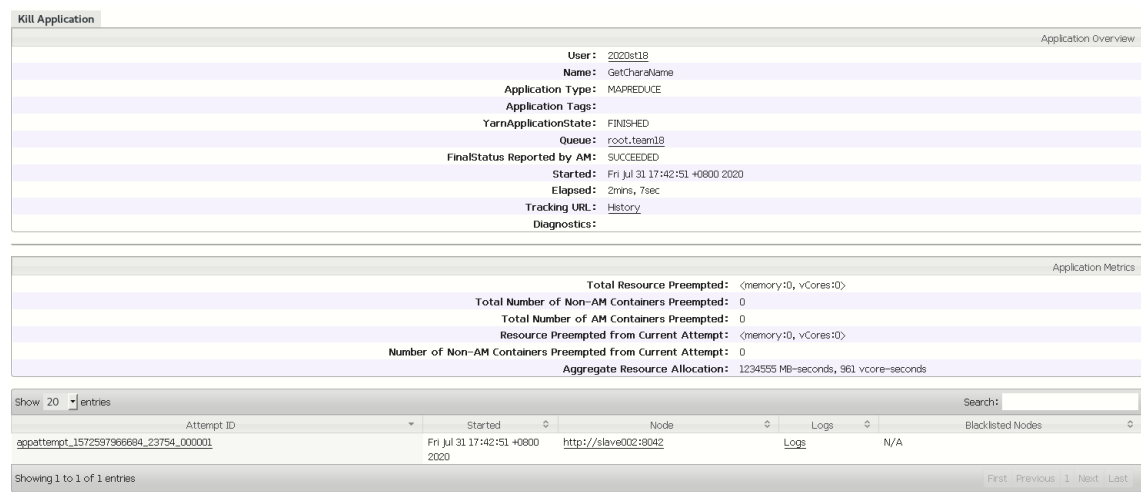 Kill Application
Application Overview
User: 2020st18
Name: GetCharaName
Application Type: MAPREDUCE
Application Tags:
YarnApplicationState: FINISHED
Queue: root.team18
FinalStatus Reported by AM: SUCCEEDED
Started: Fri Jul 31 17:42:51 +0800 2020
Elapsed: 2mins, 7sec
Tracking URL: History
Diagnostics:
Application Metrics
Total Resource Preempted: <memory:0, vCores:0>
Total Number of Non-AM Containers Preempted: 0
Total Number of AM Containers Preempted: 0
Resource Preempted from Current Attempt: <memory:0, vCores:0>
Number of Non-AM Containers Preempted from Current Attempt: 0
Aggregate Resource Allocation: 1234555 MB-seconds, 961 vcore-seconds
Show 20 entries Search:
Attempt ID Started Node Logs Blacklisted Nodes
appattempt_1572597966684_23754_000001 Fri Jul 31 17:42:51 +0800 http://slave002:8042 Logs N/A
2020
Showing 1 to 1 of 1 entries First Previous 1 Next Last